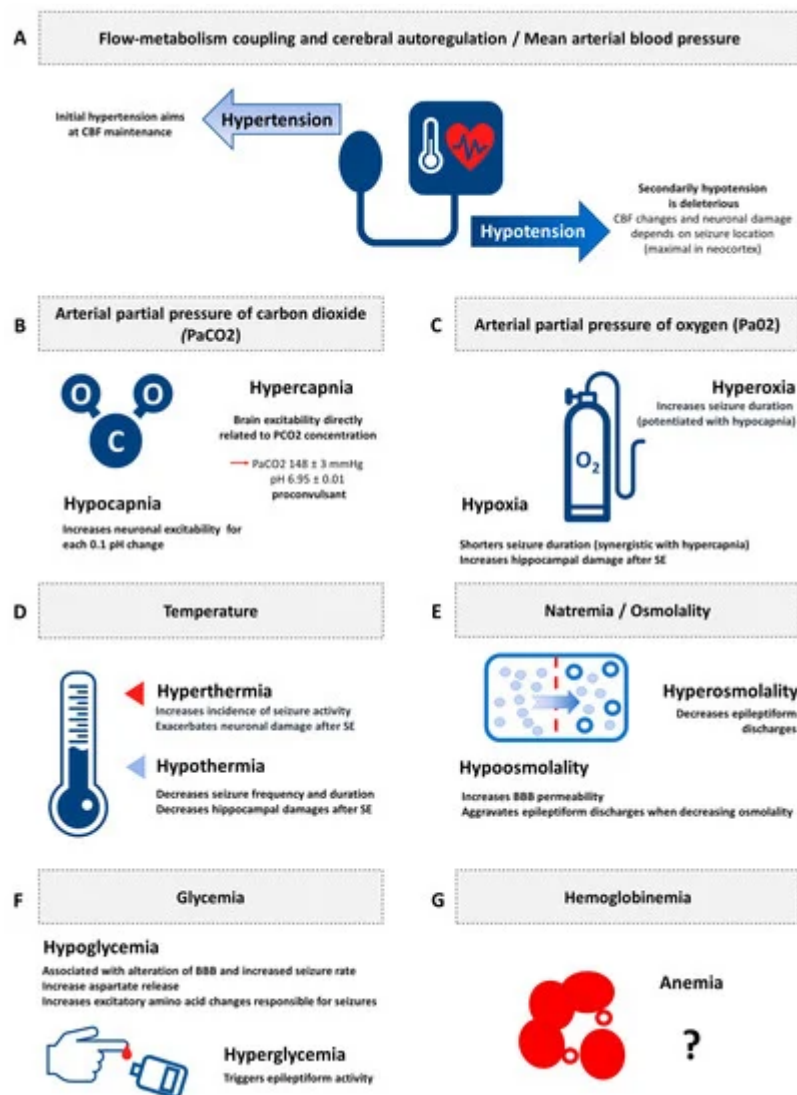 A
Flow-metabolism coupling and cerebral autoregulation / Mean arterial blood pressure
Initial hypertension aims
at CBF maintenance
Hypertension
Hypotension
Secondarily hypotension
is deleterious
CBF changes and neuronal damage
depends on seizure location
(maximal in neocortex)
B
Arterial partial pressure of carbon dioxide
(PaCO2)
O O
C
Hypercapnia
Brain excitability directly
related to PCO2 concentration
→ PaCO2 148 ± 3 mmHg
pH 6.95 ± 0.01
proconvulsant
Hypocapnia
Increases neuronal excitability for
each 0.1 pH change
C
Arterial partial pressure of oxygen (Pa02)
Hyperoxia
Increases seizure duration
(potentiated with hypocapnia)
O2
Hypoxia
Shorters seizure duration (synergistic with hypercapnia)
Increases hippocampal damage after SE
D
Temperature
Hyperthermia
Increases incidence of seizure activity
Exacerbates neuronal damage after SE
Hypothermia
Decreases seizure frequency and duration
Decreases hippocampal damages after SE
E
Natremia / Osmolality
Hyperosmolality
Decreases epileptiform
discharges
Hypoosmolality
Increases BBB permeability
Aggravates epileptiform discharges when decreasing osmolality
F
Glycemia
Hypoglycemia
Associated with alteration of BBB and increased seizure rate
Increase aspartate release
Increases excitatory amino acid changes responsible for seizures
Hyperglycemia
Triggers epileptiform activity
G
Hemoglobinemia
Anemia
?